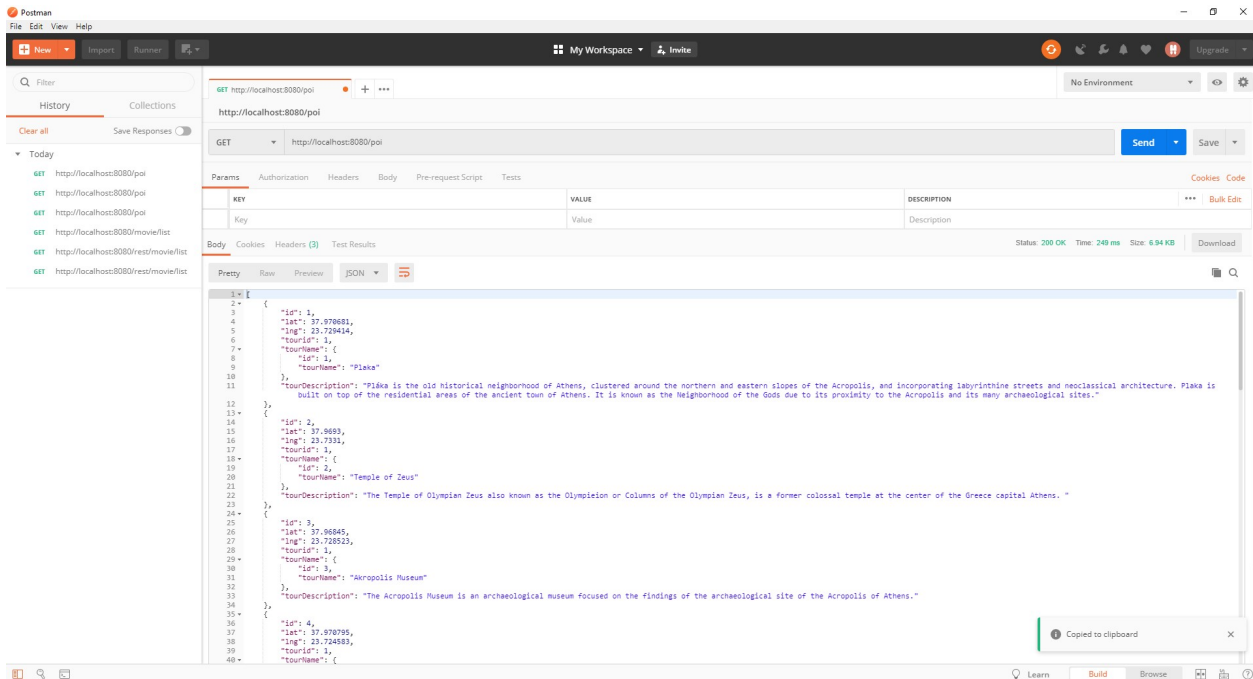 Postman
File Edit View Help
New Import Runner
My Workspace Invite
Upgrade
Filter
History Collections
Clear all Save Responses
Today
GET http://localhost:8080/poi
GET http://localhost:8080/poi
GET http://localhost:8080/poi
GET http://localhost:8080/movie/list
GET http://localhost:8080/rest/movie/list
GET http://localhost:8080/rest/movie/list
GET http://localhost:8080/poi
No Environment
http://localhost:8080/poi
GET http://localhost:8080/poi Send Save
Params Authorization Headers Body Pre-request Script Tests Cookies Code
KEY VALUE DESCRIPTION Bulk Edit
Key Value Description
Body Cookies Headers (3) Test Results Status: 200 OK Time: 249 ms Size: 6.94 KB Download
Pretty Raw Preview JSON
1 [
2 {
3 "id": 1,
4 "lat": 37.970681,
5 "lng": 23.729414,
6 "tourid": 1,
7 "tourName": {
8 "id": 1,
9 "tourName": "Plaka"
10 },
11 "tourDescription": "Pláka is the old historical neighborhood of Athens, clustered around the northern and eastern slopes of the Acropolis, and incorporating labyrinthine streets and neoclassical architecture. Plaka is
built on top of the residential areas of the ancient town of Athens. It is known as the Neighborhood of the Gods due to its proximity to the Acropolis and its many archaeological sites."
12 },
13 {
14 "id": 2,
15 "lat": 37.9693,
16 "lng": 23.7331,
17 "tourid": 1,
18 "tourName": {
19 "id": 2,
20 "tourName": "Temple of Zeus"
21 },
22 "tourDescription": "The Temple of Olympian Zeus also known as the Olympieion or Columns of the Olympian Zeus, is a former colossal temple at the center of the Greece capital Athens. "
23 },
24 {
25 "id": 3,
26 "lat": 37.96845,
27 "lng": 23.728523,
28 "tourid": 1,
29 "tourName": {
30 "id": 3,
31 "tourName": "Akropolis Museum"
32 },
33 "tourDescription": "The Acropolis Museum is an archaeological museum focused on the findings of the archaeological site of the Acropolis of Athens."
34 },
35 {
36 "id": 4,
37 "lat": 37.970795,
38 "lng": 23.724583,
39 "tourid": 1,
40 "tourName": {
Copied to clipboard
Learn Build Browse